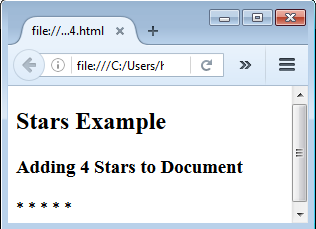 file://...4.html
file:///C:/Users/h
Stars Example
Adding 4 Stars to Document
* * * * *